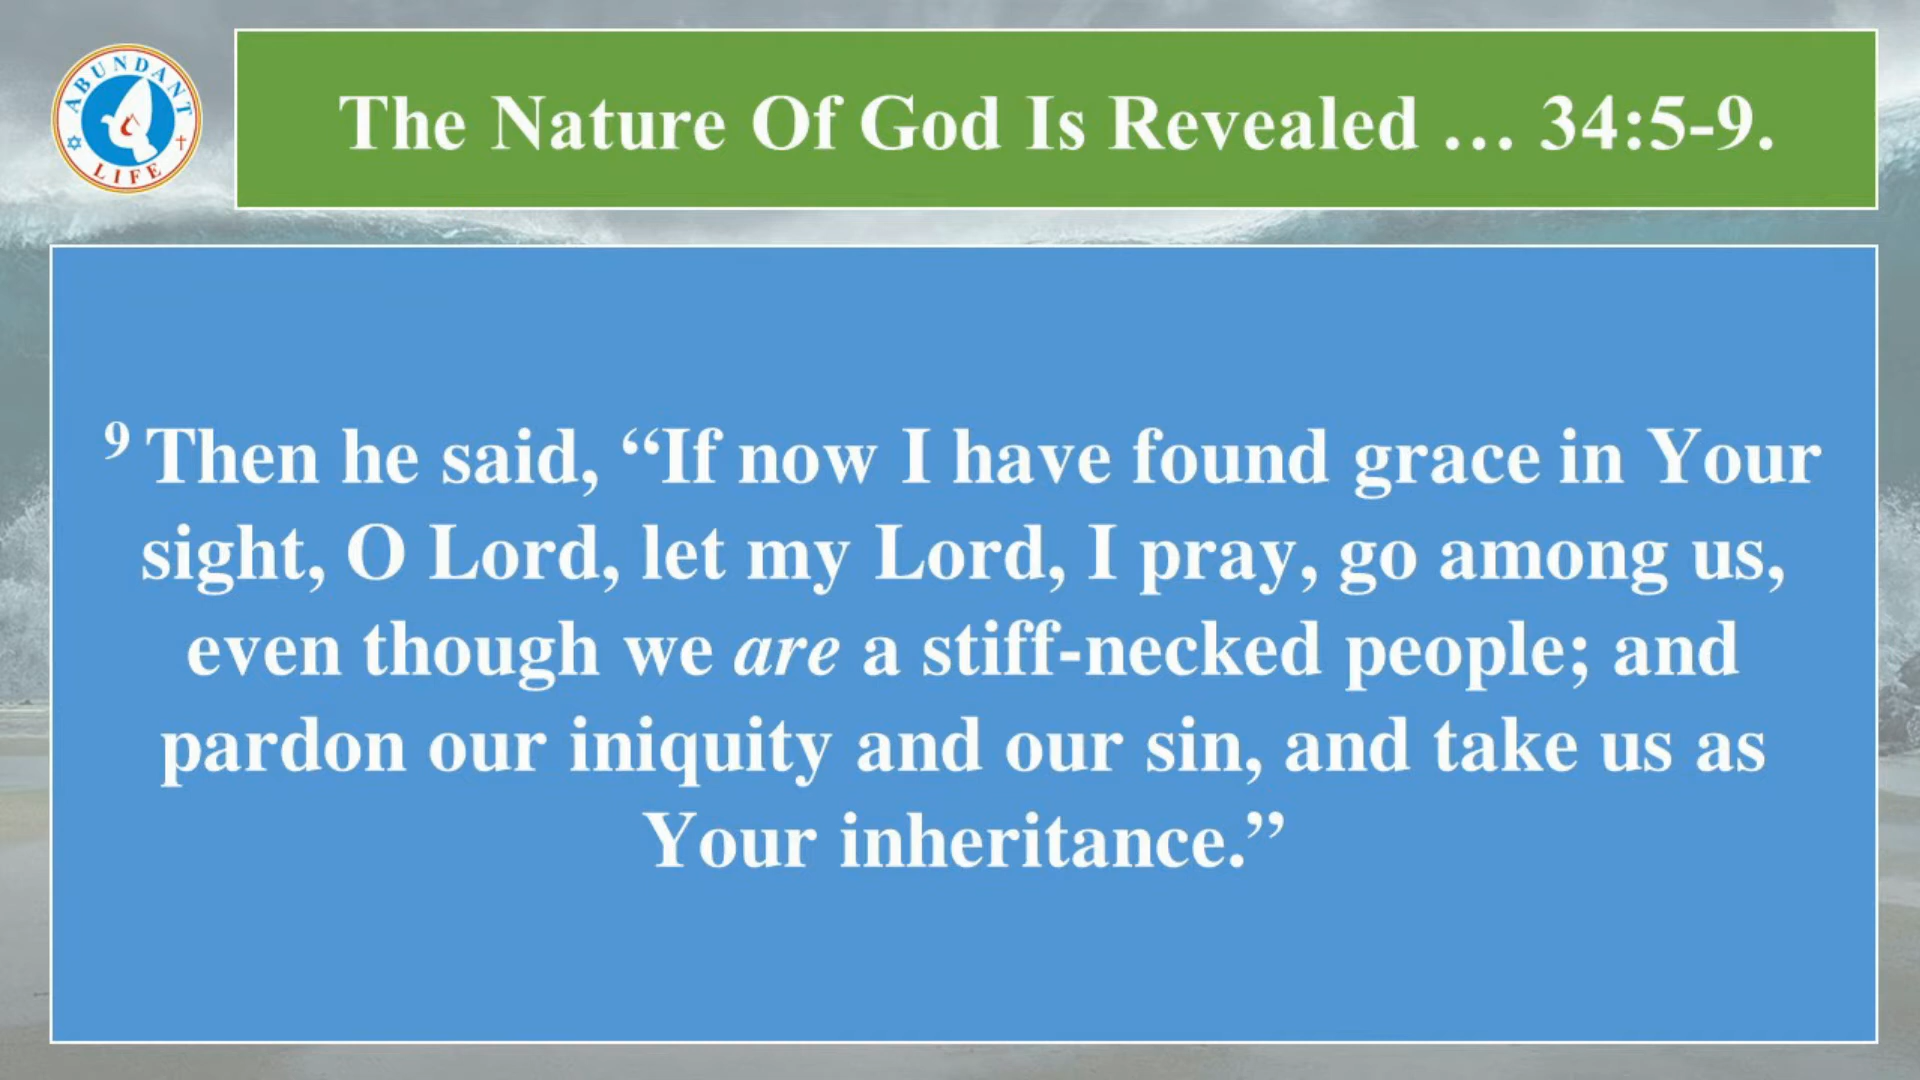 ABUNDANT
LIFE
The Nature Of God Is Revealed … 34:5-9.
⁹ Then he said, “If now I have found grace in Your
sight, O Lord, let my Lord, I pray, go among us,
even though we are a stiff-necked people; and
pardon our iniquity and our sin, and take us as
Your inheritance.”